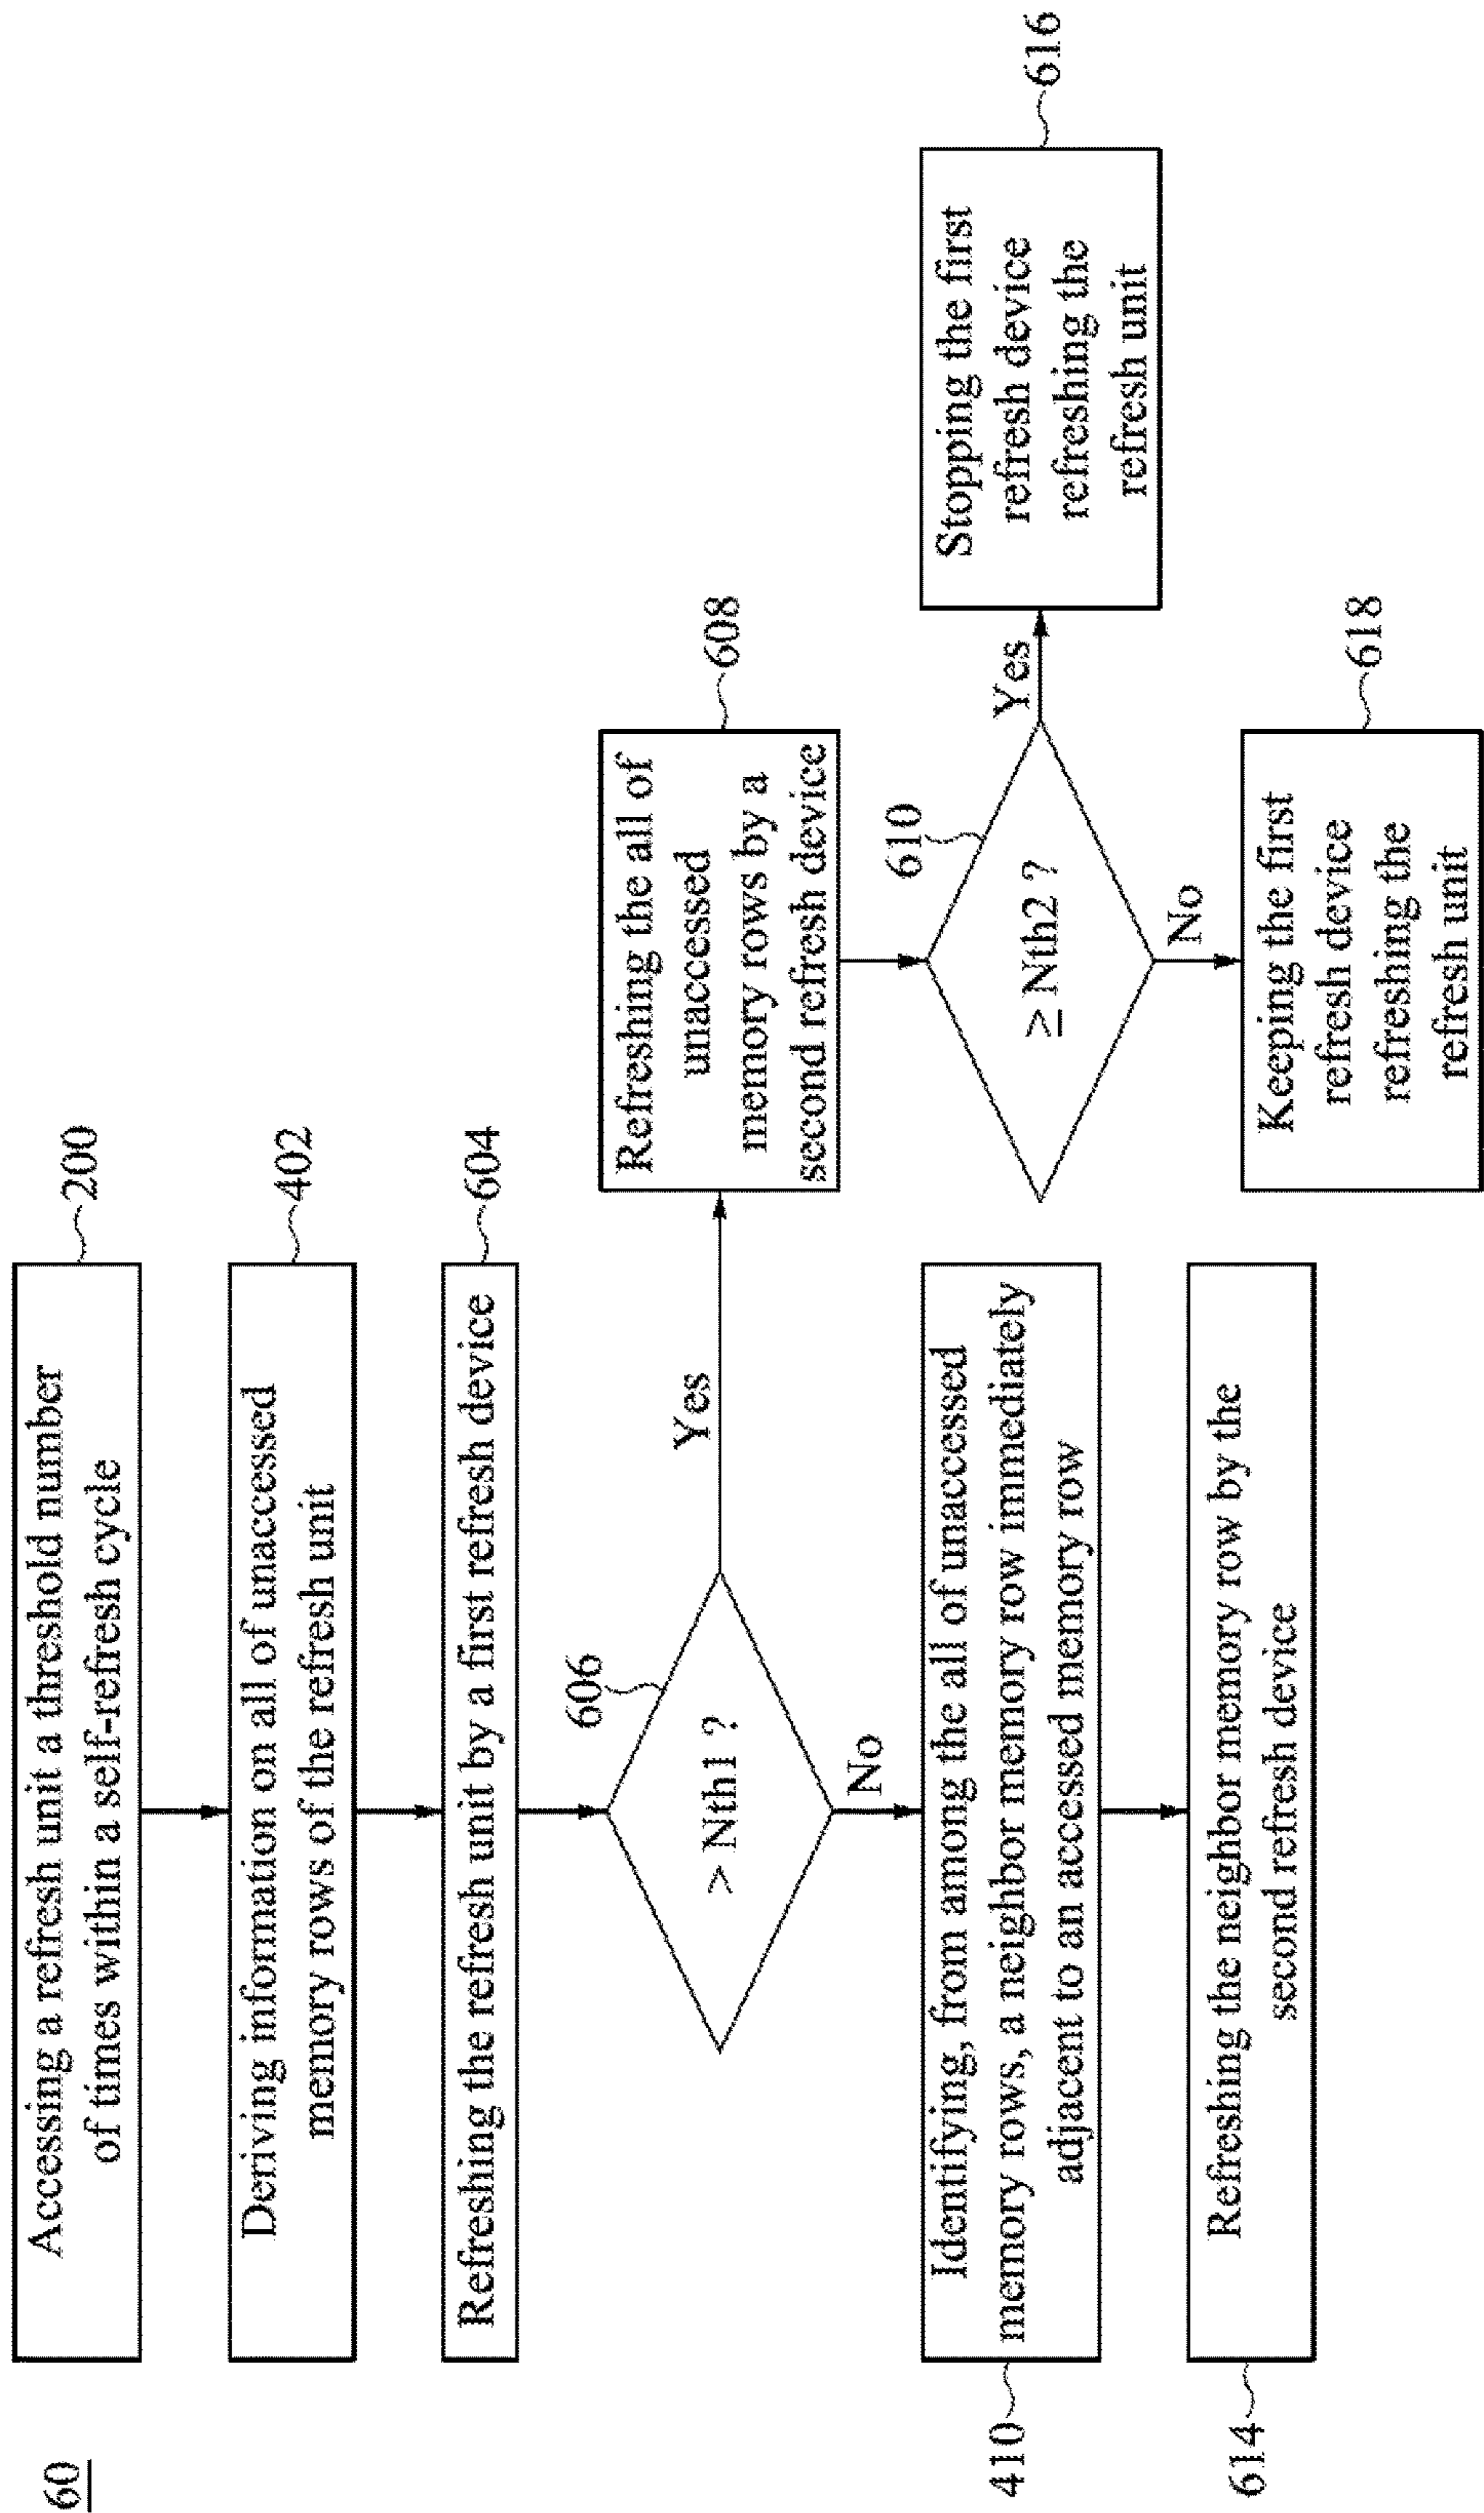 60
Accessing a refresh unit a threshold number
of times within a self-refresh cycle
200
Deriving information on all of unaccessed
memory rows of the refresh unit
402
Refreshing the refresh unit by a first refresh device
604
> Nth1 ?
606
Yes
No
Refreshing the all of
unaccessed
memory rows by a
second refresh device
608
≥ Nth2 ?
610
Yes
No
Stopping the first
refresh device
refreshing the
refresh unit
616
Keeping the first
refresh device
refreshing the
refresh unit
618
Identifying, from among the all of unaccessed
memory rows, a neighbor memory row immediately
adjacent to an accessed memory row
410
Refreshing the neighbor memory row by the
second refresh device
614